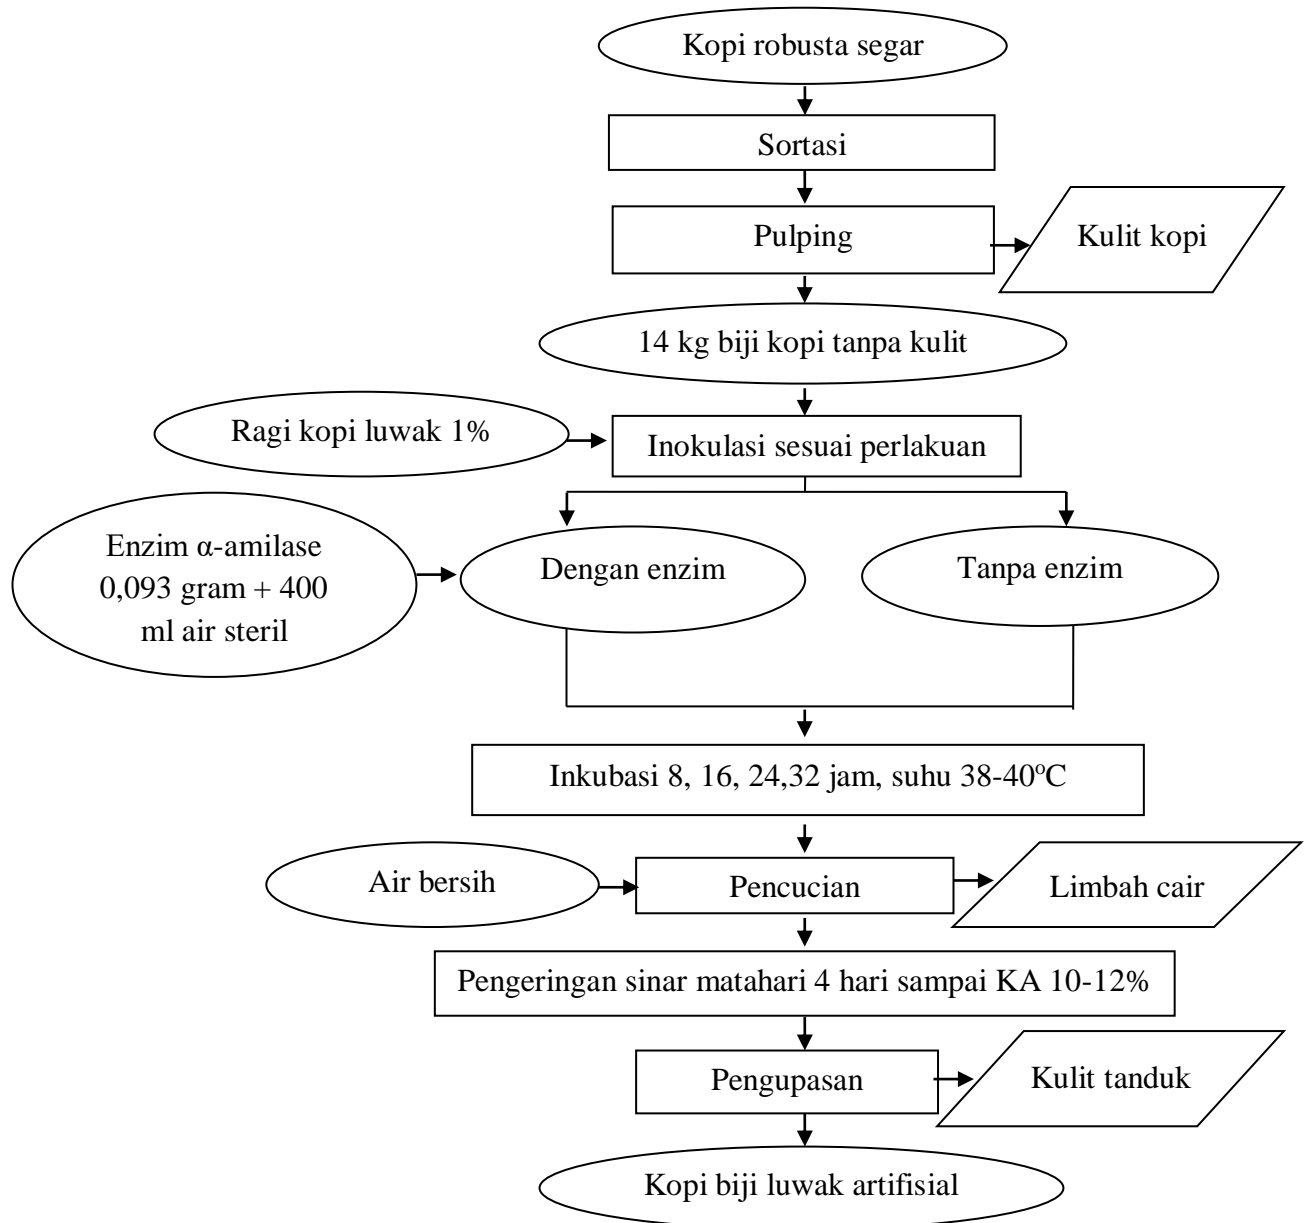 Kopi robusta segar
Sortasi
Pulping
Kulit kopi
14 kg biji kopi tanpa kulit
Ragi kopi luwak 1%
Inokulasi sesuai perlakuan
Enzim α-amilase
0,093 gram + 400
ml air steril
Dengan enzim
Tanpa enzim
Inkubasi 8, 16, 24,32 jam, suhu 38-40ºC
Air bersih
Pencucian
Limbah cair
Pengeringan sinar matahari 4 hari sampai KA 10-12%
Pengupasan
Kulit tanduk
Kopi biji luwak artifisial